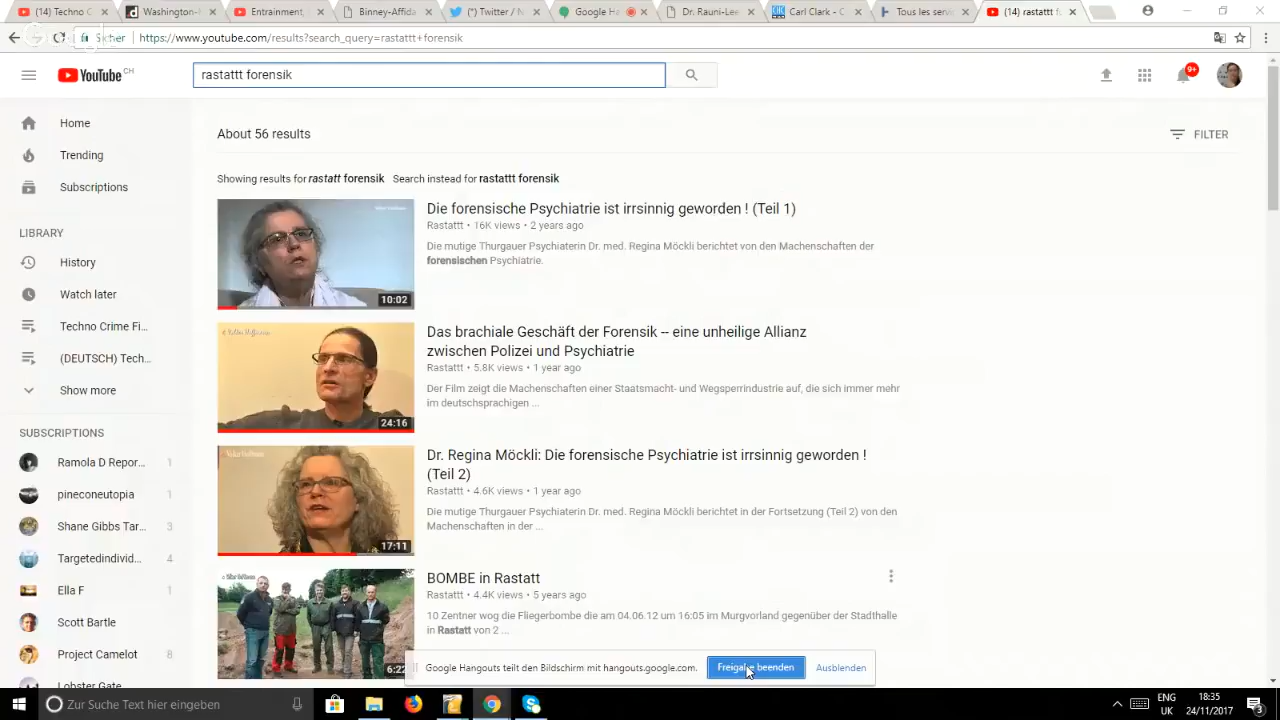 (14) Techno C
Washington-
Entrainment,
Binney-Affida
(2) Twitter / N
Google Ha
Dr. Rauni-Lee
Carl Clark - C
Tous les servi
(14) rastattt f
https://www.youtube.com/results?search_query=rastattt+forensik
YouTube CH
rastattt forensik
9+
Home
About 56 results
FILTER
Trending
Subscriptions
Showing results for rastatt forensik Search instead for rastattt forensik
LIBRARY
History
Watch later
Techno Crime Fi...
(DEUTSCH) Tech...
Show more
SUBSCRIPTIONS
Ramola D Repor... 1
pineconeutopia 1
Shane Gibbs Tar... 3
Targetedindivid... 4
Ella F 1
Scott Bartle
Project Camelot 8
Lobster Gate
Die forensische Psychiatrie ist irrsinnig geworden ! (Teil 1)
Rastattt • 16K views • 2 years ago
Die mutige Thurgauer Psychiaterin Dr. med. Regina Möckli berichtet von den Machenschaften der
forensischen Psychiatrie.
10:02
Das brachiale Geschäft der Forensik -- eine unheilige Allianz
zwischen Polizei und Psychiatrie
Rastattt • 5.8K views • 1 year ago
Der Film zeigt die Machenschaften einer Staatsmacht- und Wegsperrindustrie auf, die sich immer mehr
im deutschsprachigen ...
24:16
Dr. Regina Möckli: Die forensische Psychiatrie ist irrsinnig geworden !
(Teil 2)
Rastattt • 4.6K views • 1 year ago
Die mutige Thurgauer Psychiaterin Dr. med. Regina Möckli berichtet in der Fortsetzung (Teil 2) von den
Machenschaften in der ...
17:11
BOMBE in Rastatt
Rastattt • 4.4K views • 5 years ago
10 Zentner wog die Fliegerbombe die am 04.06.12 um 16:05 im Murgvorland gegenüber der Stadthalle
in Rastatt von 2 ...
6:22
Google Hangouts teilt den Bildschirm mit hangouts.google.com.
Freigabe beenden
Ausblenden
Zur Suche Text hier eingeben
ENG
UK
18:35
24/11/2017
3